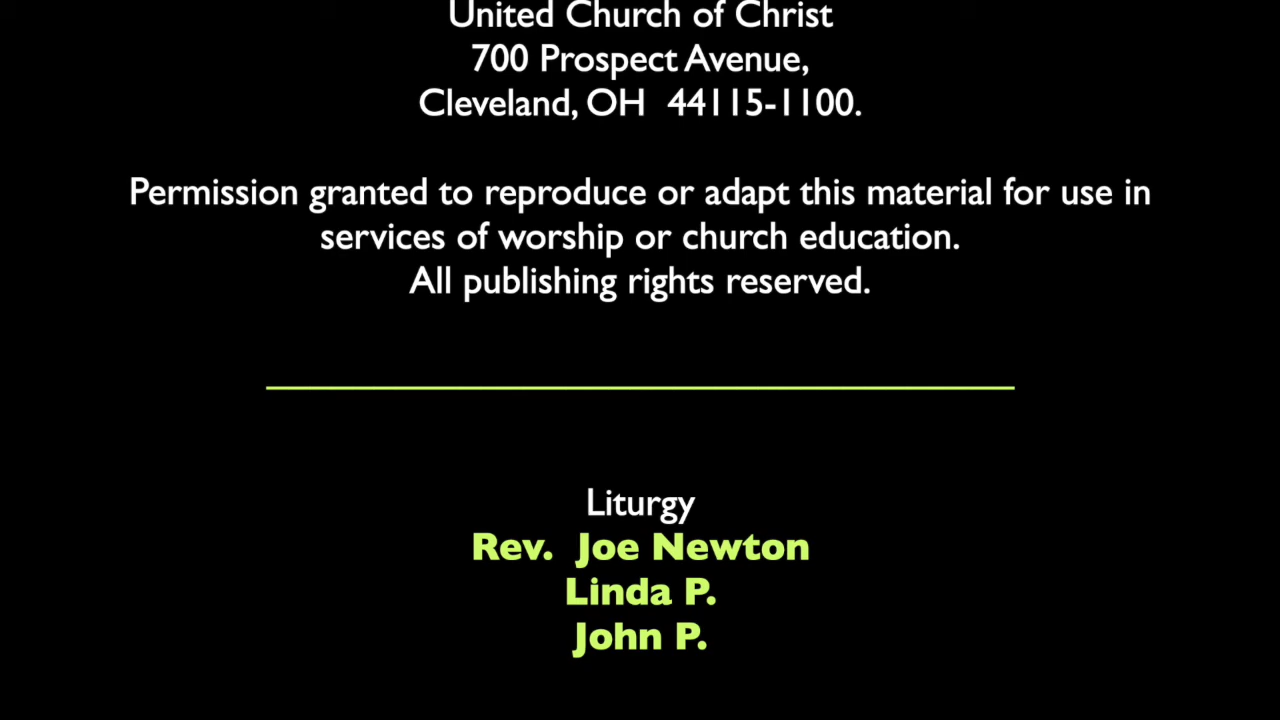 United Church of Christ
700 Prospect Avenue,
Cleveland, OH  44115-1100.
Permission granted to reproduce or adapt this material for use in
services of worship or church education.
All publishing rights reserved.
Liturgy
Rev.  Joe Newton
Linda P.
John P.